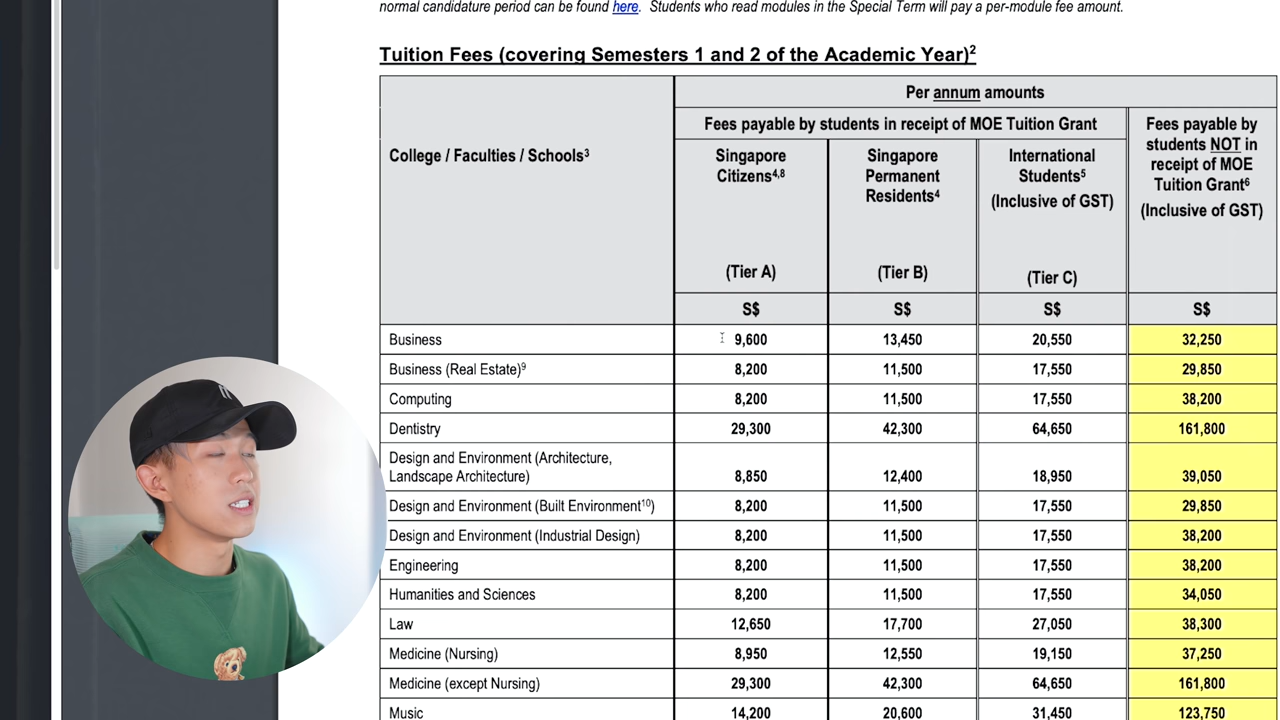 normal candidature period can be found here. Students who read modules in the Special Term will pay a per-module fee amount.
Tuition Fees (covering Semesters 1 and 2 of the Academic Year)2
College / Faculties / Schools3
Per annum amounts
Fees payable by students in receipt of MOE Tuition Grant
Fees payable by
students NOT in
receipt of MOE
Tuition Grant6
(Inclusive of GST)
Singapore
Citizens4,8
(Tier A)
Singapore
Permanent
Residents4
(Tier B)
International
Students5
(Inclusive of GST)
(Tier C)
S$ S$ S$ S$
Business 9,600 13,450 20,550 32,250
Business (Real Estate)9 8,200 11,500 17,550 29,850
Computing 8,200 11,500 17,550 38,200
Dentistry 29,300 42,300 64,650 161,800
Design and Environment (Architecture,
Landscape Architecture) 8,850 12,400 18,950 39,050
Design and Environment (Built Environment10) 8,200 11,500 17,550 29,850
Design and Environment (Industrial Design) 8,200 11,500 17,550 38,200
Engineering 8,200 11,500 17,550 38,200
Humanities and Sciences 8,200 11,500 17,550 34,050
Law 12,650 17,700 27,050 38,300
Medicine (Nursing) 8,950 12,550 19,150 37,250
Medicine (except Nursing) 29,300 42,300 64,650 161,800
Music 14,200 20,600 31,450 123,750